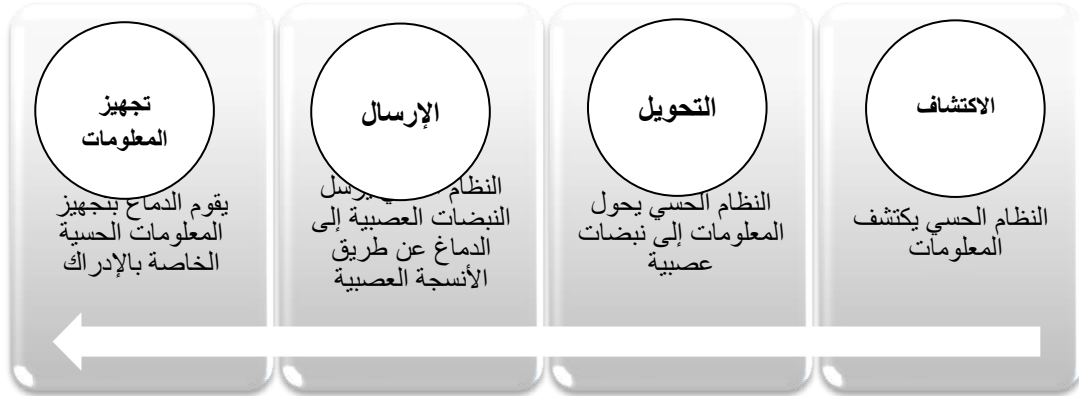 الاكتشاف
النظام الحسي يكتشف
المعلومات
التحويل
النظام الحسي يحول
المعلومات إلى نبضات
عصبية
الإرسال
النظام يرسل
النبضات العصبية إلى
الدماغ عن طريق
الأنسجة العصبية
تجهيز
المعلومات
يقوم الدماغ بتجهيز
المعلومات الحسية
الخاصة بالإدراك